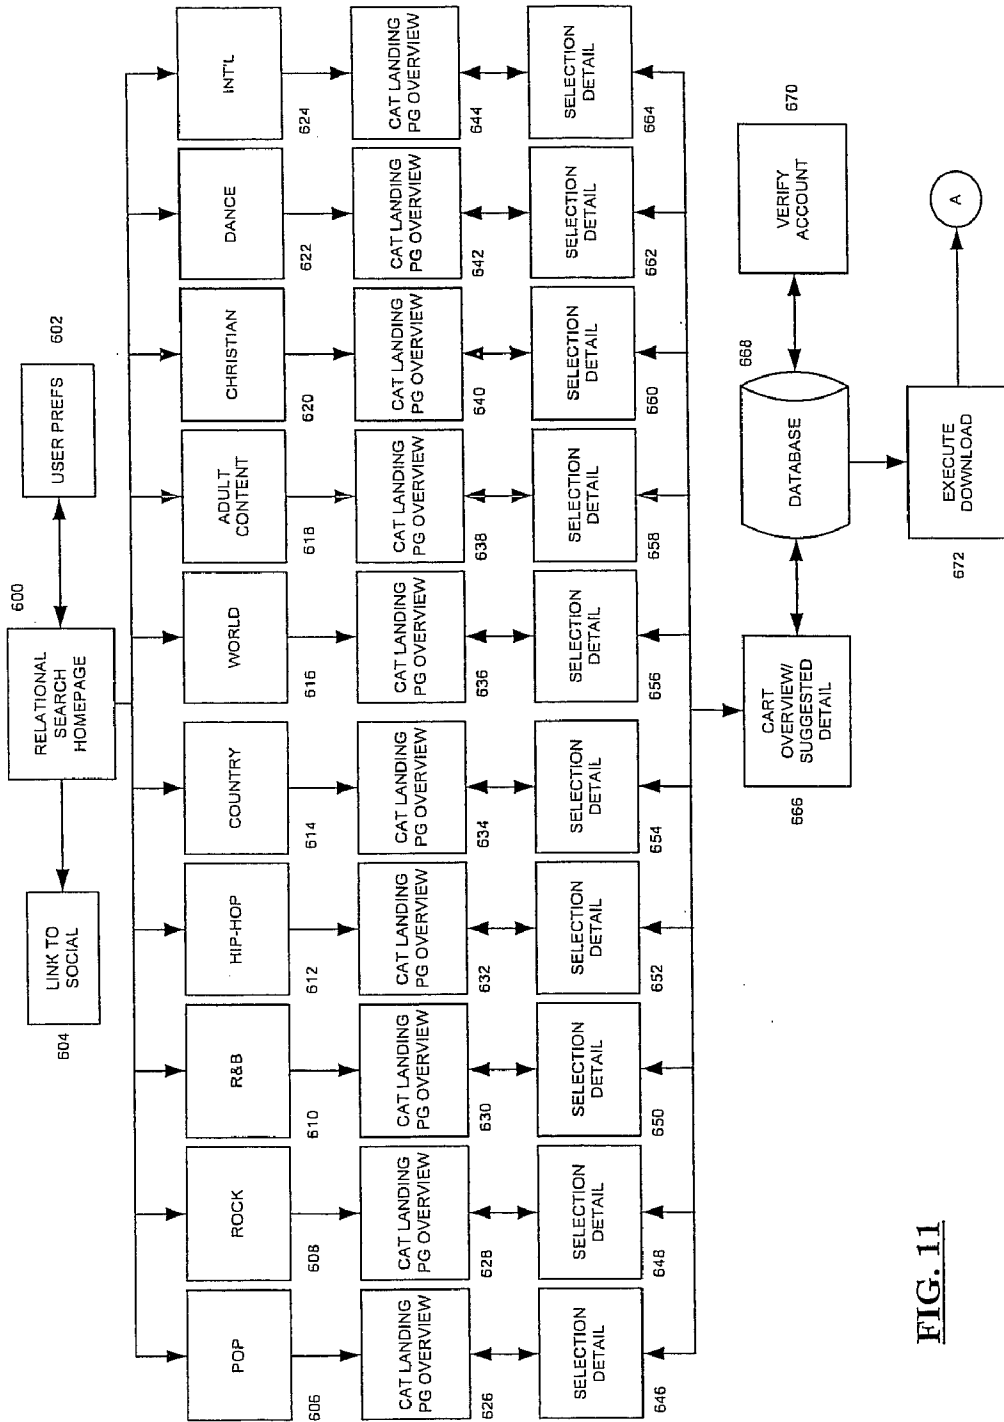 600
RELATIONAL
SEARCH
HOMEPAGE
602
USER PREFS
604
LINK TO
SOCIAL
606
POP
608
ROCK
610
R&B
612
HIP-HOP
614
COUNTRY
616
WORLD
618
ADULT
CONTENT
620
CHRISTIAN
622
DANCE
624
INT'L
626
CAT LANDING
PG OVERVIEW
628
CAT LANDING
PG OVERVIEW
630
CAT LANDING
PG OVERVIEW
632
CAT LANDING
PG OVERVIEW
634
CAT LANDING
PG OVERVIEW
636
CAT LANDING
PG OVERVIEW
638
CAT LANDING
PG OVERVIEW
640
CAT LANDING
PG OVERVIEW
642
CAT LANDING
PG OVERVIEW
644
CAT LANDING
PG OVERVIEW
646
SELECTION
DETAIL
648
SELECTION
DETAIL
650
SELECTION
DETAIL
652
SELECTION
DETAIL
654
SELECTION
DETAIL
656
SELECTION
DETAIL
658
SELECTION
DETAIL
660
SELECTION
DETAIL
662
SELECTION
DETAIL
664
SELECTION
DETAIL
666
CART
OVERVIEW/
SUGGESTED
DETAIL
668
DATABASE
670
VERIFY
ACCOUNT
672
EXECUTE
DOWNLOAD
A
FIG. 11